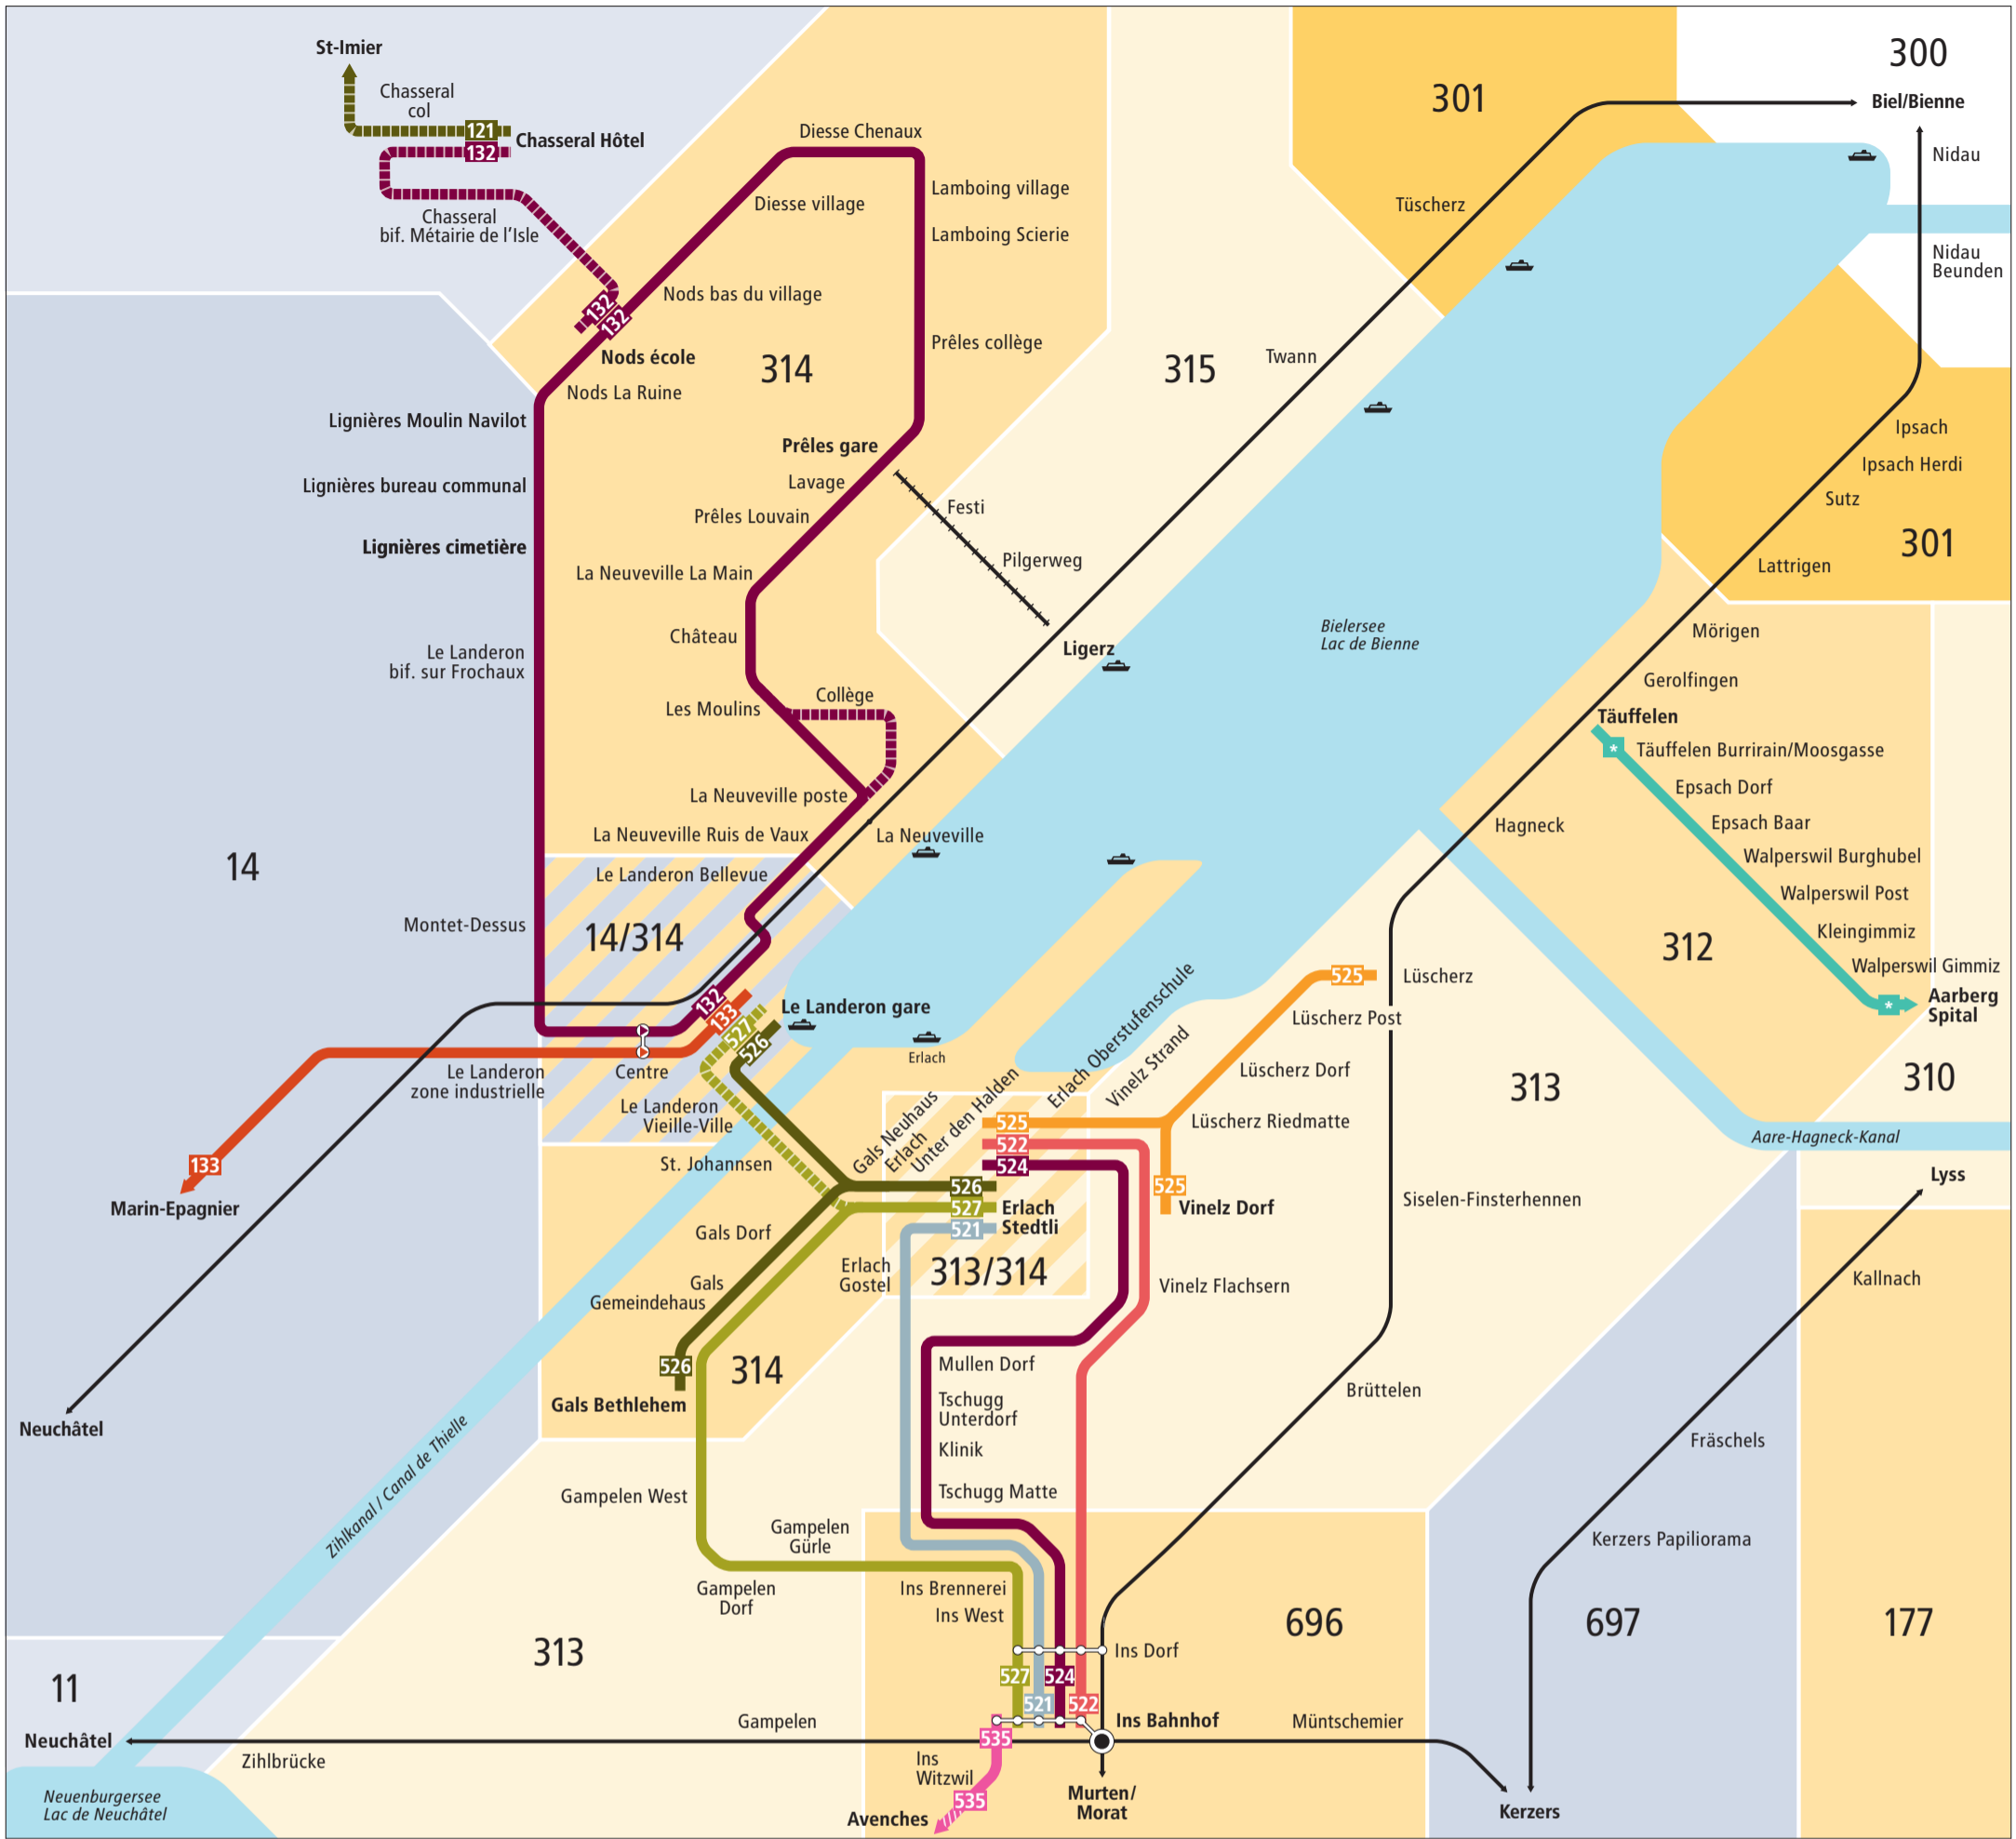 St-Imier
Chasseral
col
121
Chasseral Hôtel
132
Chasseral
bif. Métairie de l'Isle
Diesse Chenaux
Diesse village
Lamboing village
Lamboing Scierie
Nods bas du village
132
132
Nods école
Nods La Ruine
314
Prêles collège
Prêles gare
Lavage
Prêles Louvain
La Neuveville La Main
Château
Les Moulins
Collège
La Neuveville poste
La Neuveville Ruis de Vaux
La Neuveville
Festi
Pilgerweg
Ligerz
Lignières Moulin Navilot
Lignières bureau communal
Lignières cimetière
Le Landeron
bif. sur Frochaux
14
Montet-Dessus
Le Landeron Bellevue
14/314
132
133
527
526
Le Landeron gare
Le Landeron
zone industrielle
Centre
Le Landeron
Vieille-Ville
133
Marin-Epagnier
Neuchâtel
301
300
Biel/Bienne
Nidau
Nidau
Beunden
Tüscherz
Twann
315
Ipsach
Ipsach Herdi
Sutz
301
Lattrigen
Mörigen
Gerolfingen
Bielersee
Lac de Bienne
Täuffelen
*
Täuffelen Burrirain/Moosgasse
Epsach Dorf
Epsach Baar
Walperswil Burghubel
Walperswil Post
Kleingimmiz
Walperswil Gimmiz
*
Aarberg
Spital
Hagneck
312
310
Aare-Hagneck-Kanal
Lüscherz
525
Lüscherz Post
Lüscherz Dorf
Lüscherz Riedmatte
313
Erlach
Gals Neuhaus
Erlach
Unter den Halden
Erlach Oberstufenschule
Vinelz Strand
525
522
524
526
527
521
Erlach
Stedtli
313/314
525
Vinelz Dorf
Vinelz Flachsern
St. Johannsen
Gals Dorf
Gals
Gemeindehaus
Erlach
Gostel
526
Gals Bethlehem
314
Siselen-Finsterhennen
Brüttelen
Lyss
Kallnach
Fräschels
Kerzers Papiliorama
Mullen Dorf
Tschugg
Unterdorf
Klinik
Tschugg Matte
Zihlkanal / Canal de Thielle
Gampelen West
Gampelen
Gürle
Gampelen
Dorf
Ins Brennerei
Ins West
Ins Dorf
313
696
697
177
11
527
524
521
522
Ins Bahnhof
535
Gampelen
Müntschemier
Neuchâtel
Zihlbrücke
Neuenburgersee
Lac de Neuchâtel
Ins
Witzwil
535
Avenches
Murten/
Morat
Kerzers